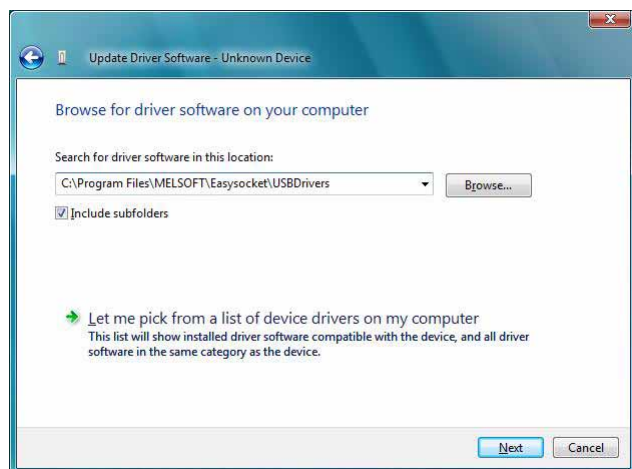 Update Driver Software - Unknown Device
Browse for driver software on your computer
Search for driver software in this location:
C:\Program Files\MELSOFT\Easysocket\USBDrivers
Browse...
Include subfolders
Let me pick from a list of device drivers on my computer
This list will show installed driver software compatible with the device, and all driver
software in the same category as the device.
Next
Cancel